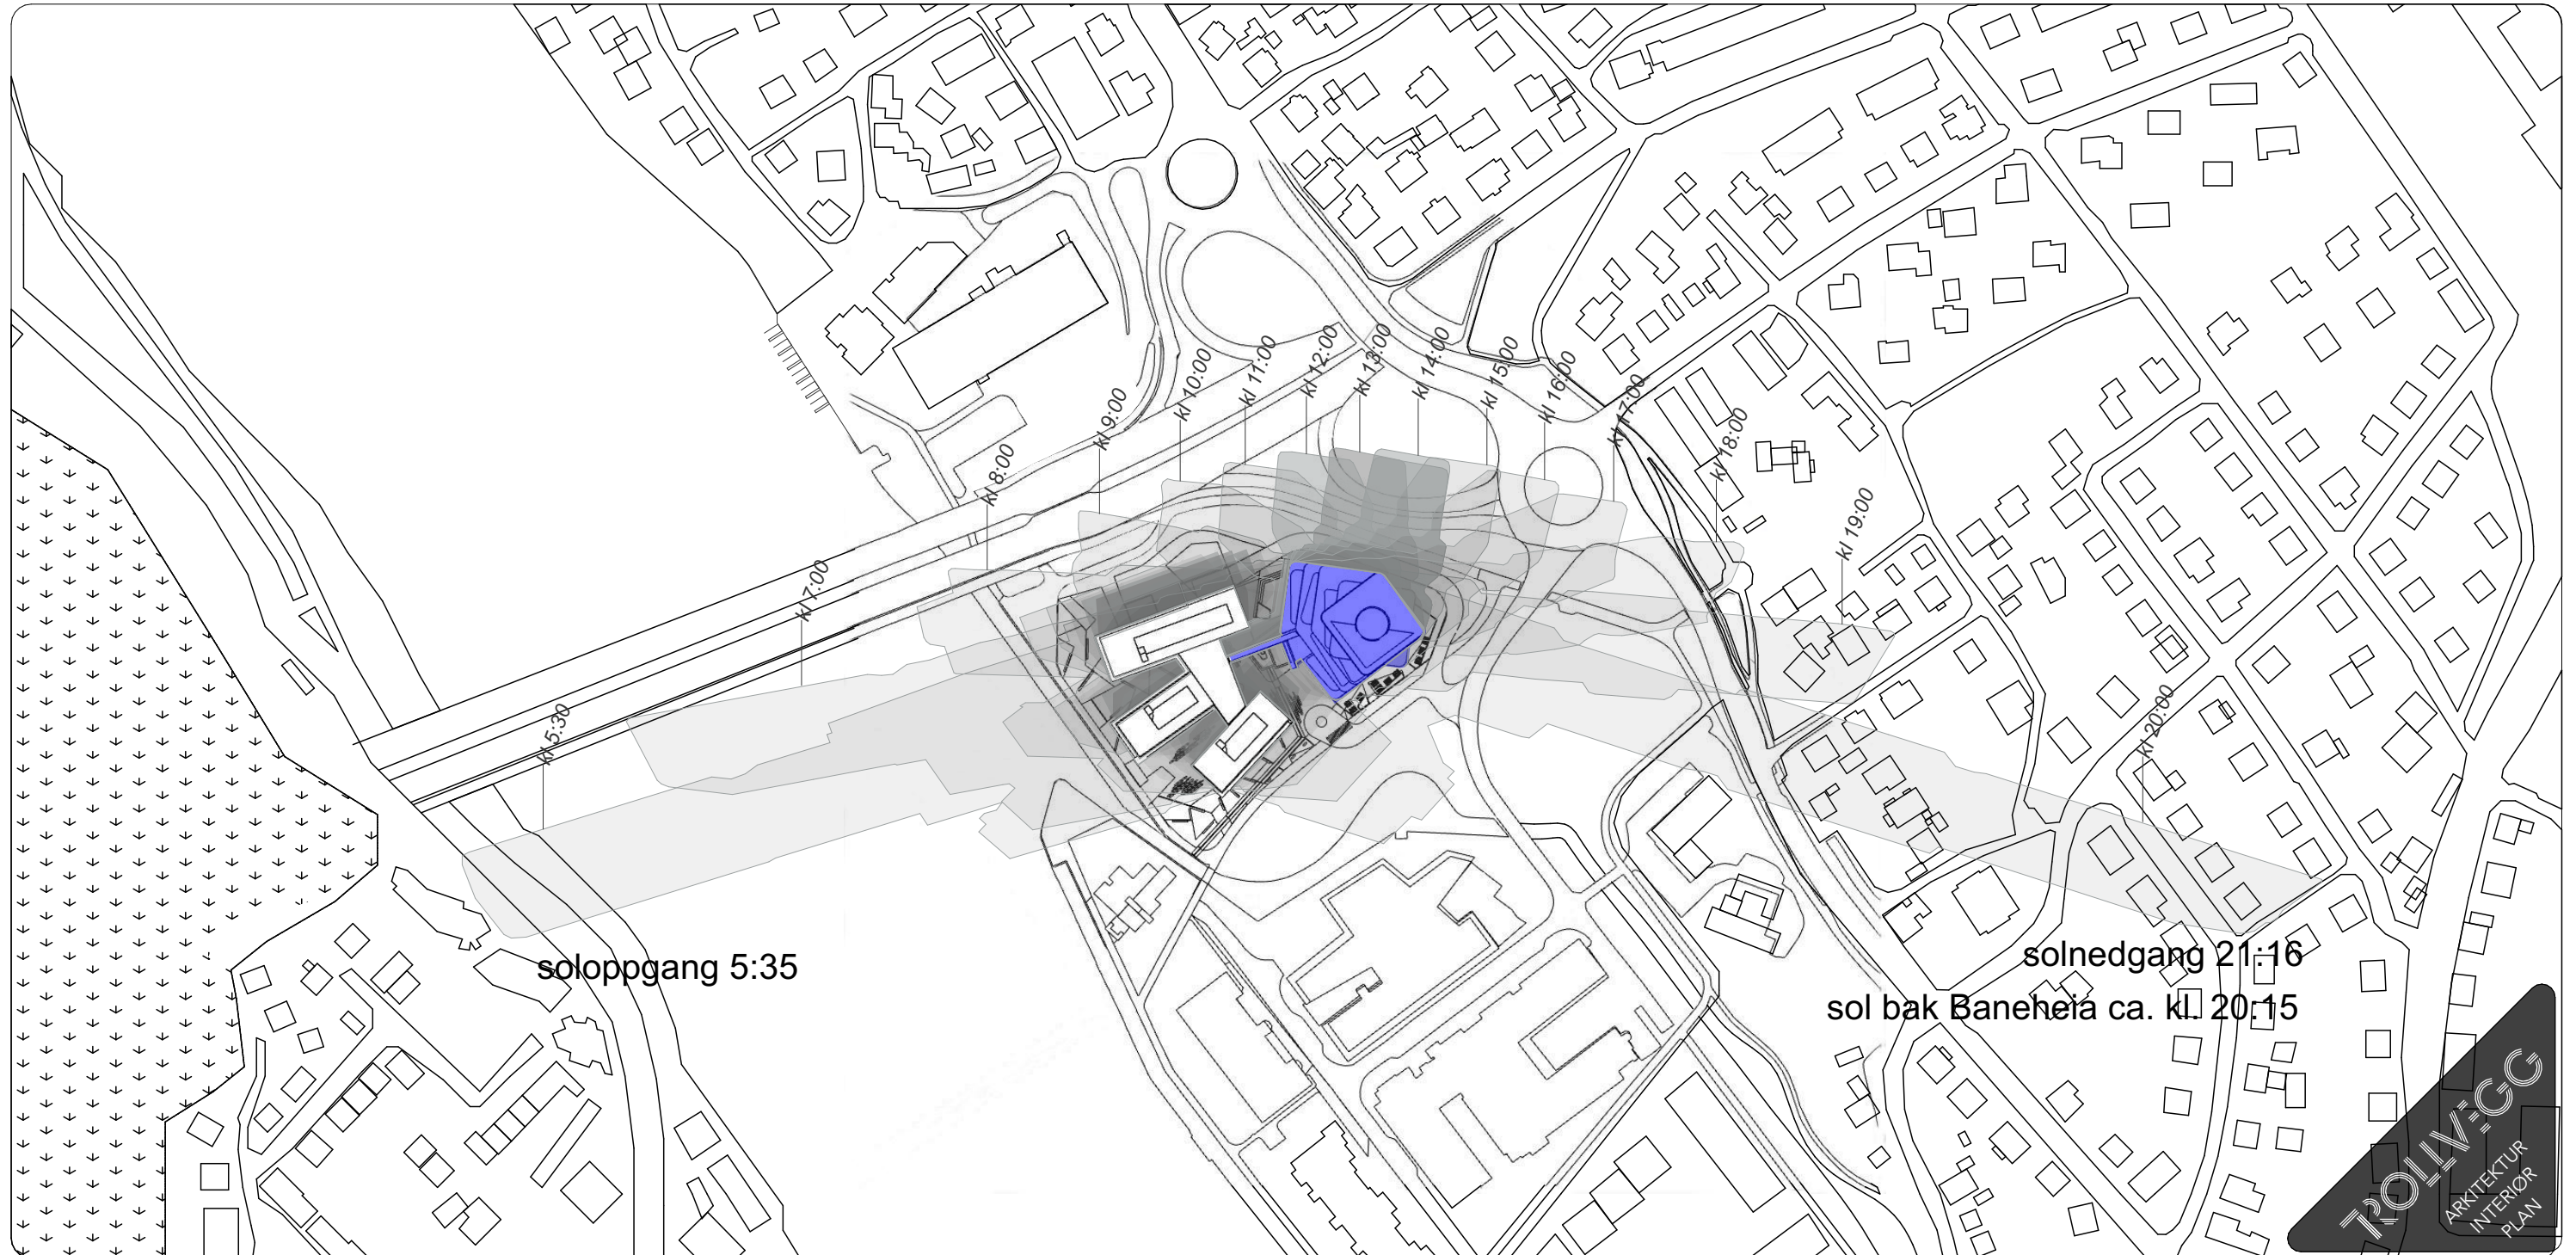 kl 5:30
kl 7:00
kl 8:00
kl 9:00
kl 10:00
kl 11:00
kl 12:00
kl 13:00
kl 14:00
kl 15:00
kl 16:00
kl 17:00
kl 18:00
kl 19:00
kl 20:00
soloppgang 5:35
solnedgang 21:16
sol bak Baneheia ca. kl. 20:15
TROLLVEGG
ARKITEKTUR
INTERIØR
PLAN